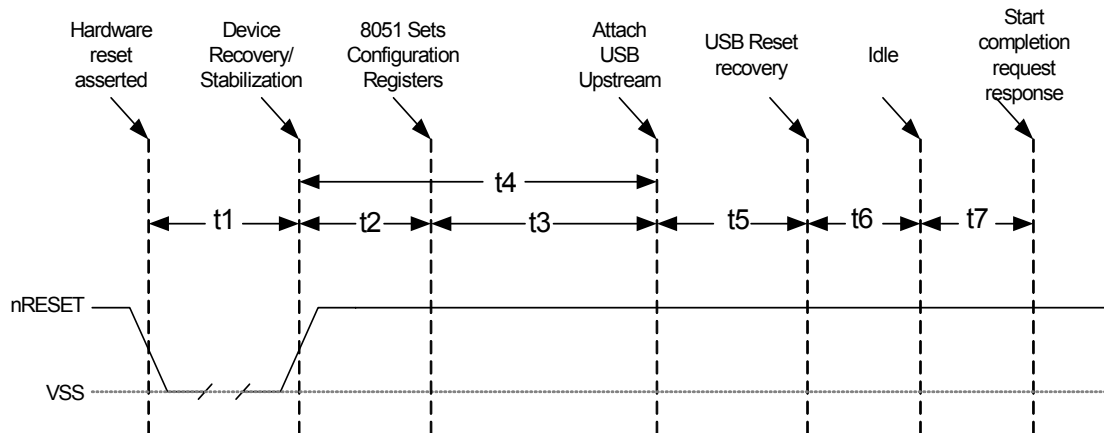 Hardware
reset
asserted
Device
Recovery/
Stabilization
8051 Sets
Configuration
Registers
Attach
USB
Upstream
USB Reset
recovery
Idle
Start
completion
request
response
t4
t1
t2
t3
t5
t6
t7
nRESET
VSS